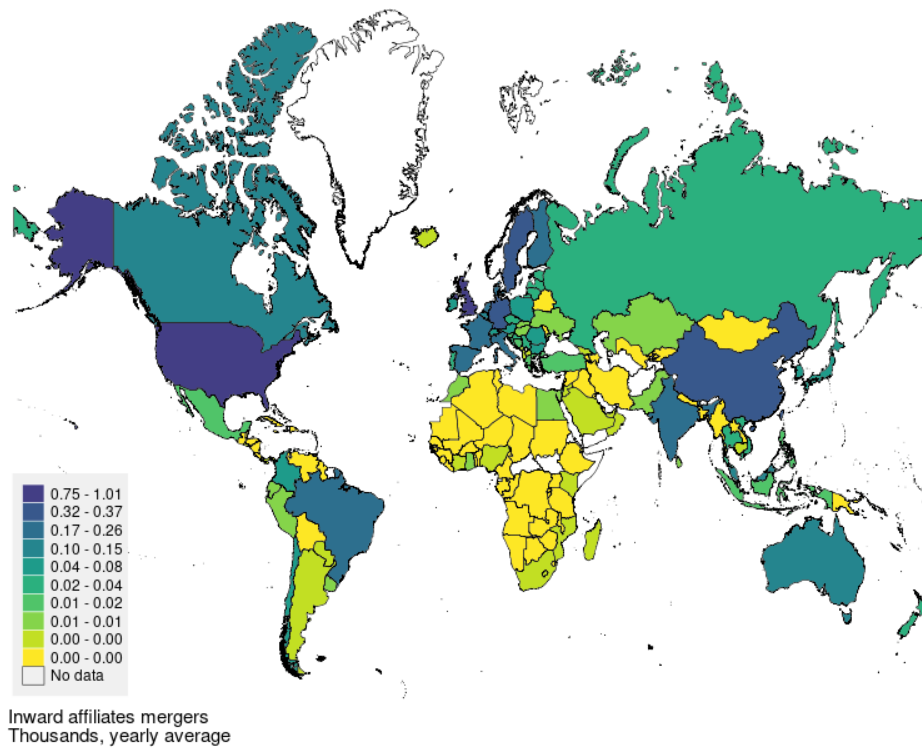 0.75 - 1.01
0.32 - 0.37
0.17 - 0.26
0.10 - 0.15
0.04 - 0.08
0.02 - 0.04
0.01 - 0.02
0.01 - 0.01
0.00 - 0.00
0.00 - 0.00
No data
Inward affiliates mergers
Thousands, yearly average